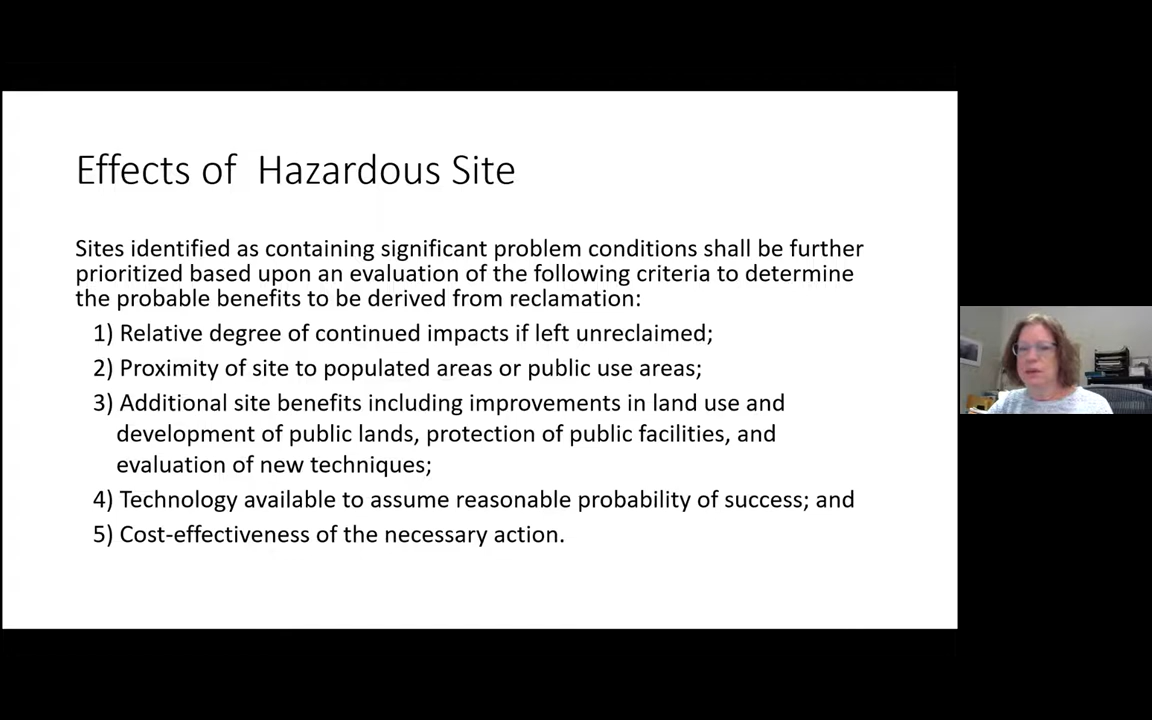 Effects of  Hazardous Site
Sites identified as containing significant problem conditions shall be further
prioritized based upon an evaluation of the following criteria to determine
the probable benefits to be derived from reclamation:
1) Relative degree of continued impacts if left unreclaimed;
2) Proximity of site to populated areas or public use areas;
3) Additional site benefits including improvements in land use and
development of public lands, protection of public facilities, and
evaluation of new techniques;
4) Technology available to assume reasonable probability of success; and
5) Cost-effectiveness of the necessary action.